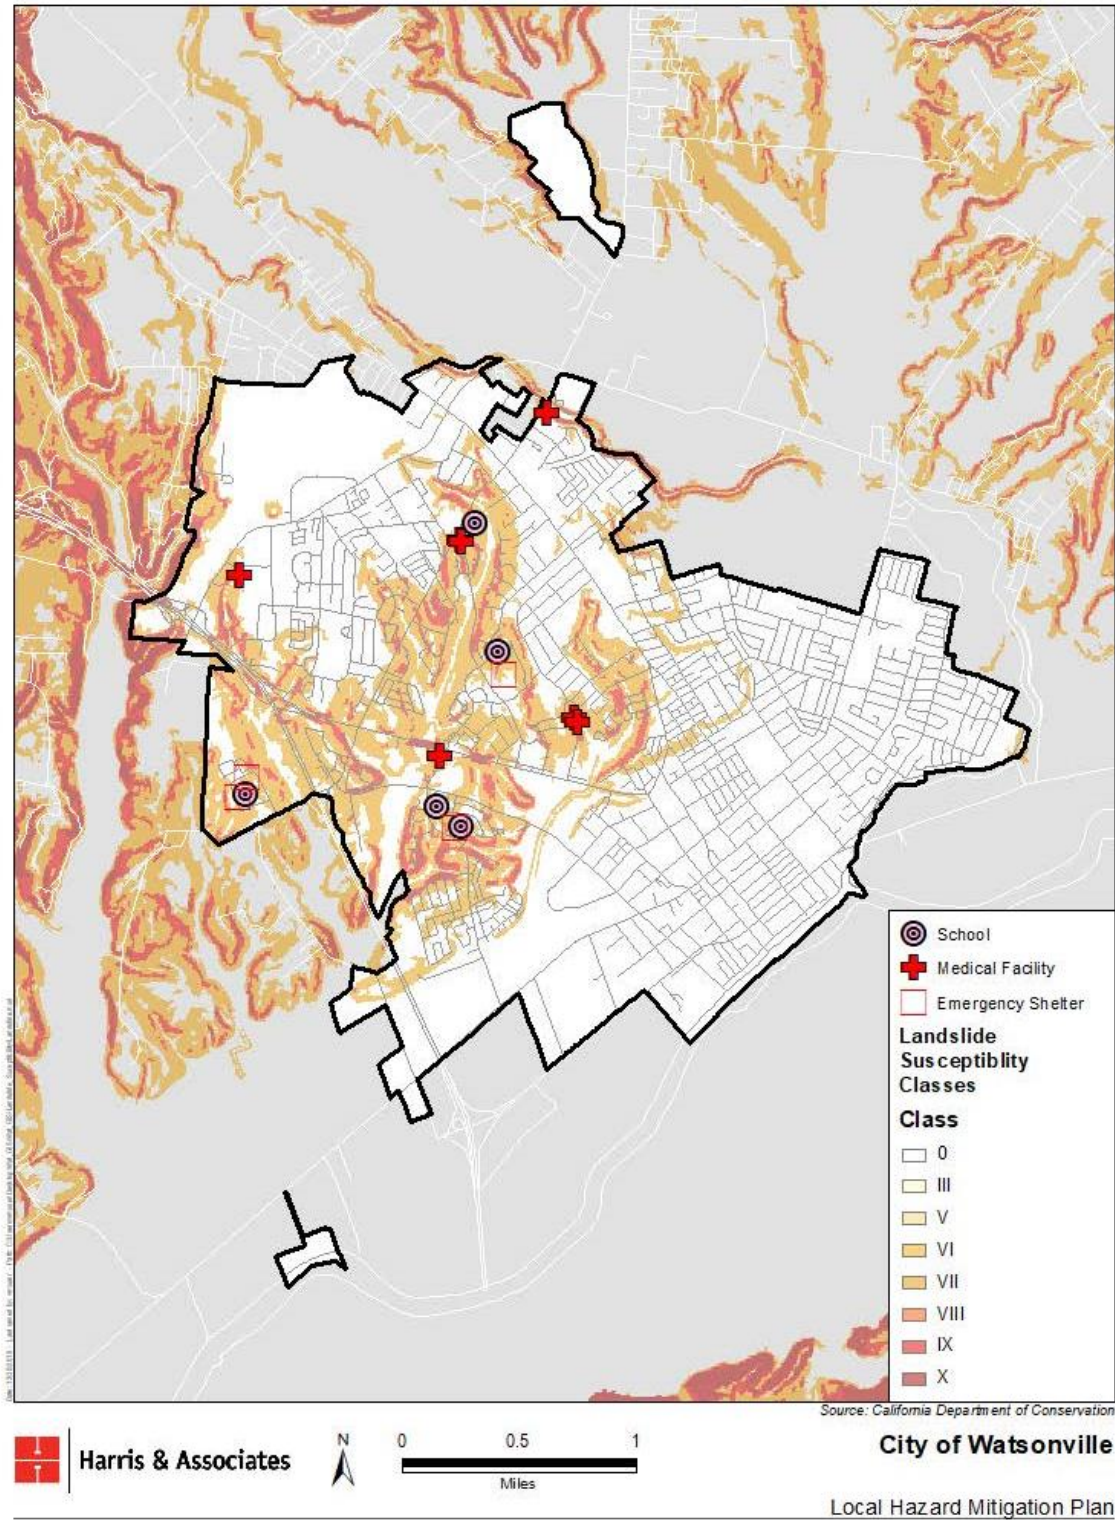 School
Medical Facility
Emergency Shelter
Landslide
Susceptiblity
Classes
Class
0
III
V
VI
VII
VIII
IX
X
Source: California Department of Conservation
Harris & Associates
N
0 0.5 1
Miles
City of Watsonville
Local Hazard Mitigation Plan